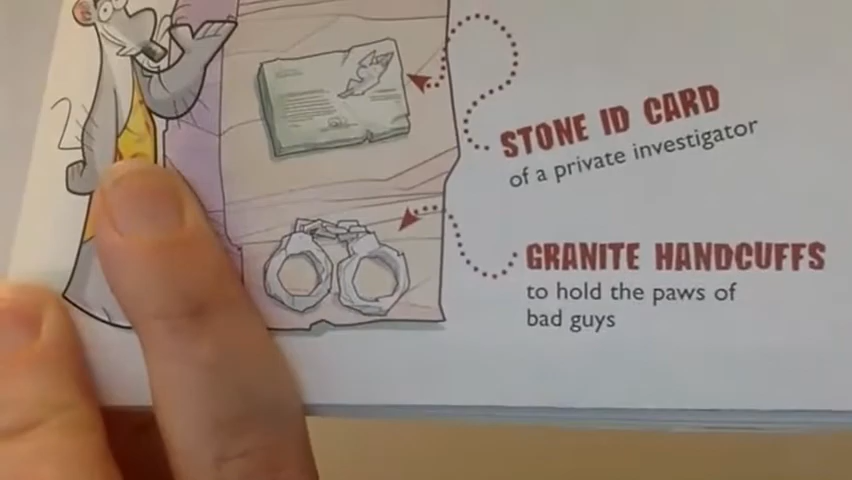 STONE ID CARD
of a private investigator
GRANITE HANDCUFFS
to hold the paws of
bad guys